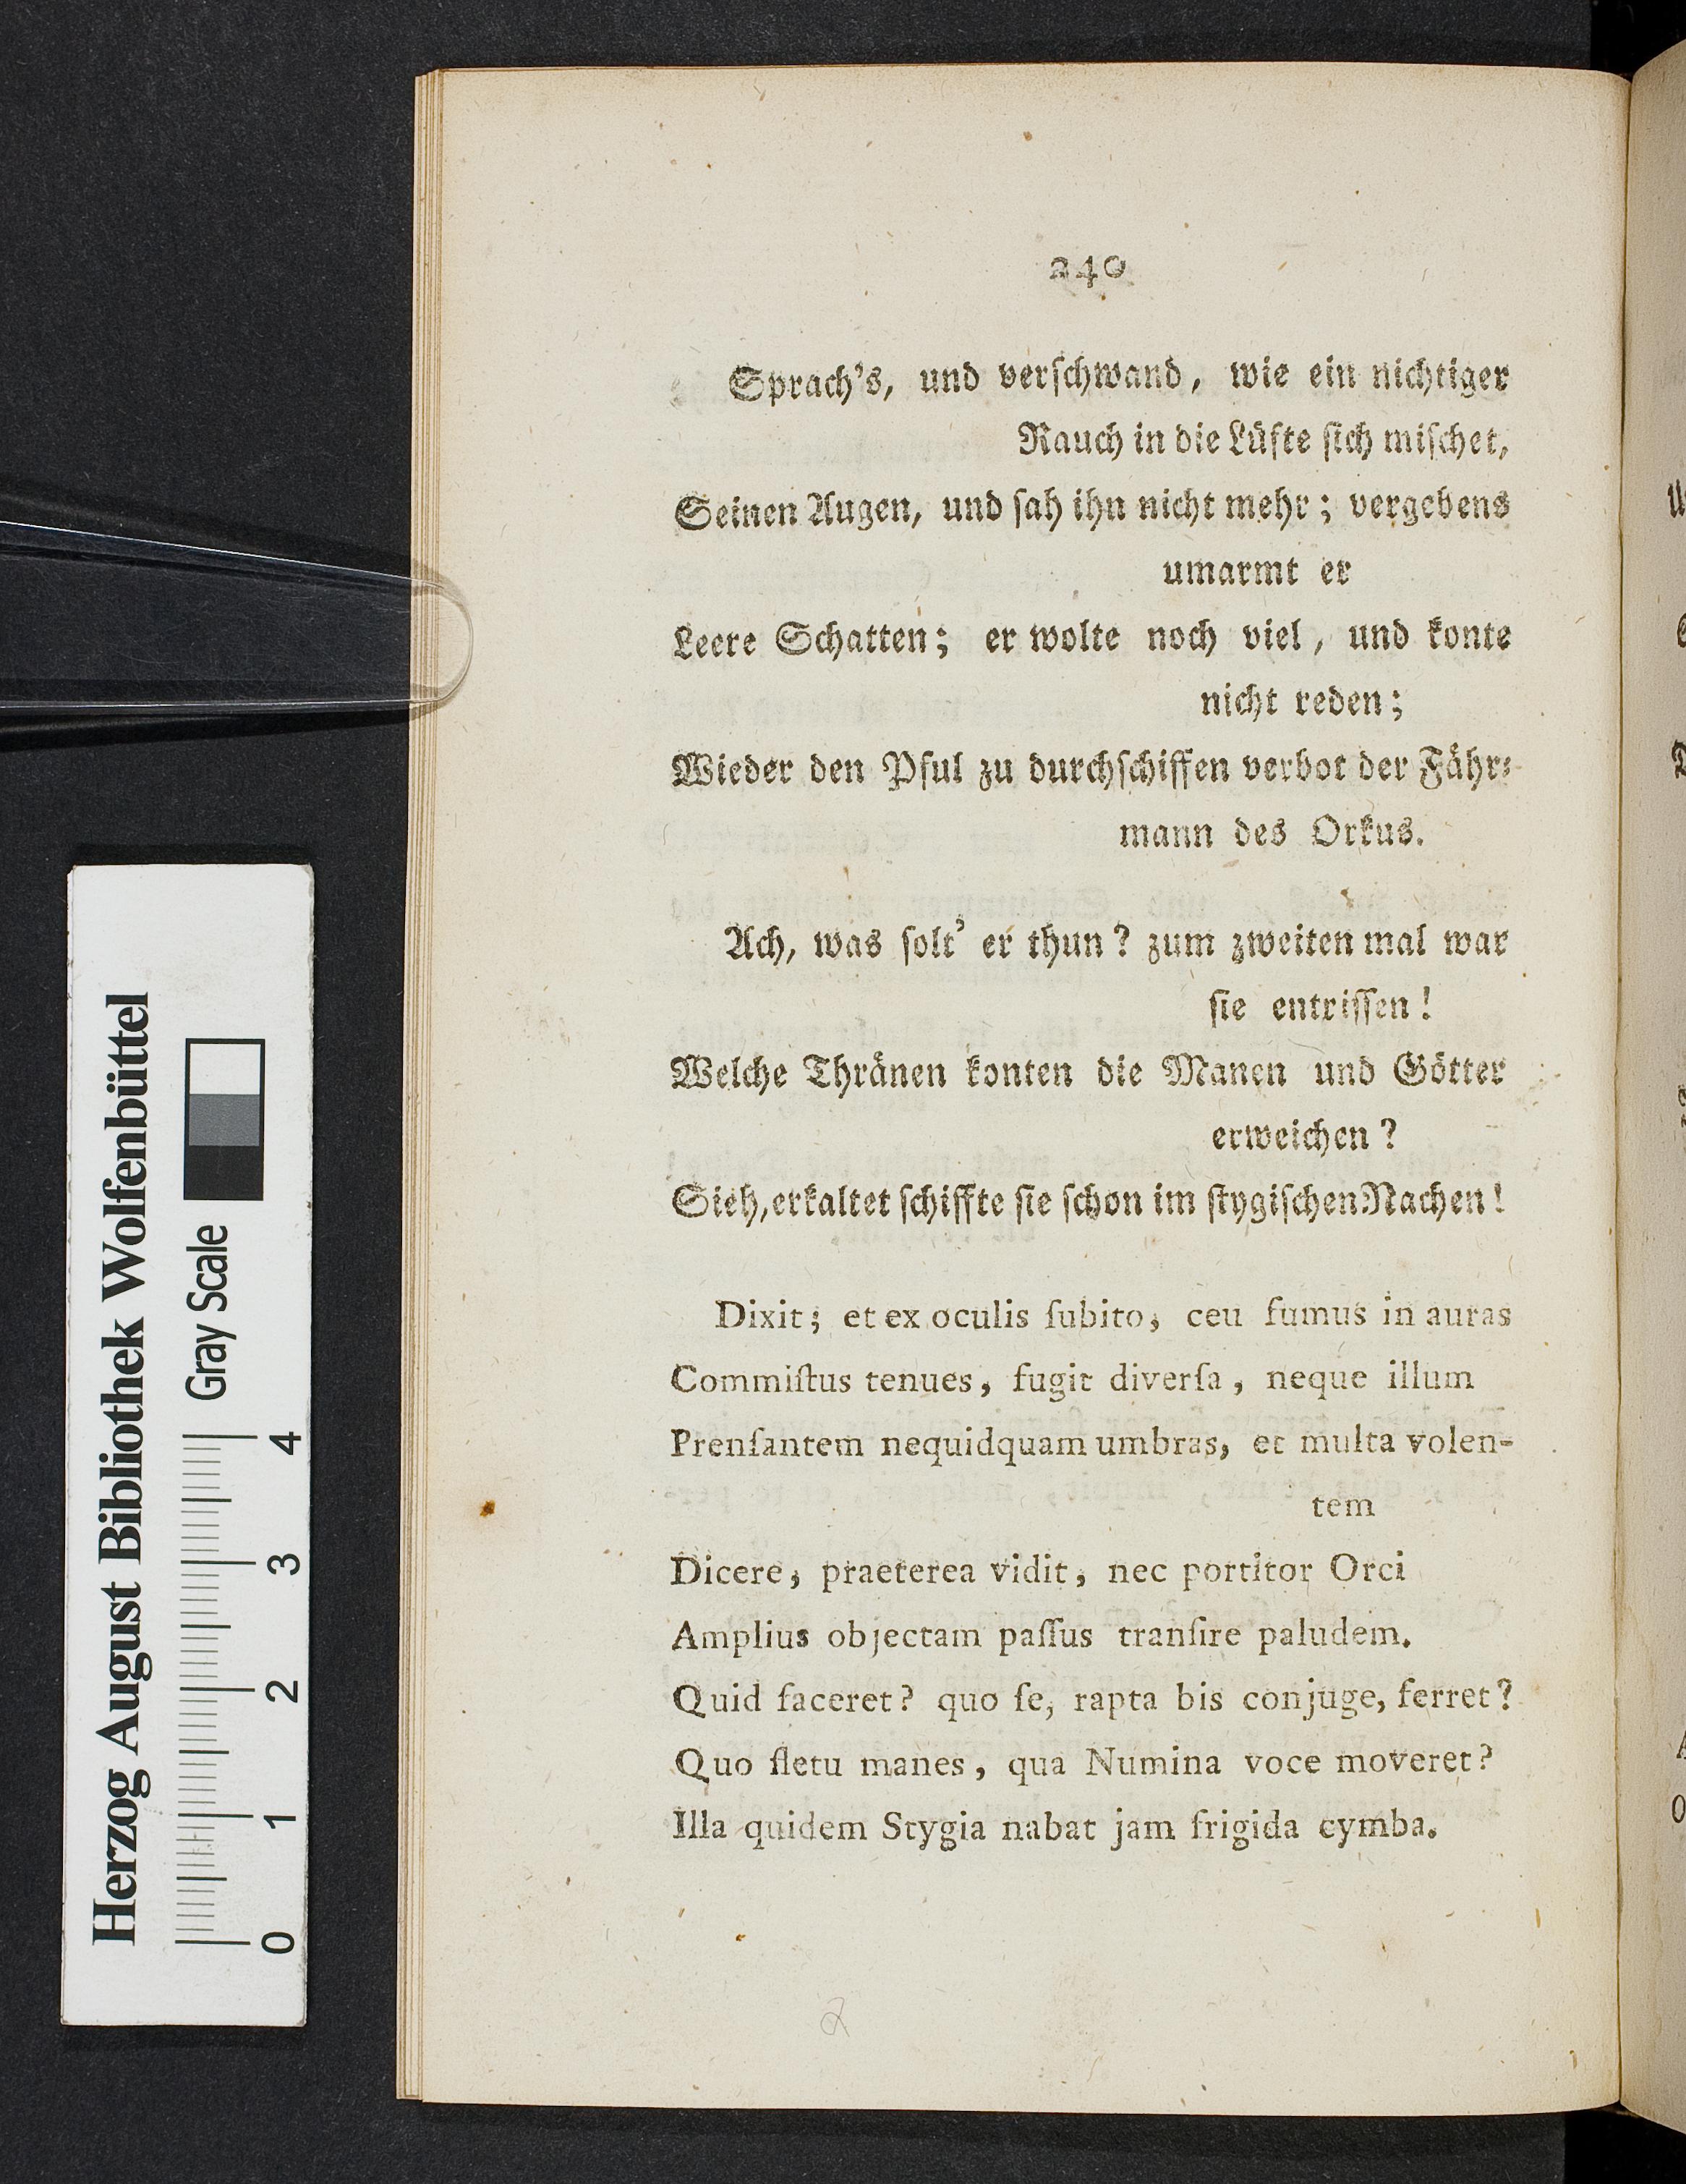 240
Sprach's, und verſchwand, wie ein nichtiger
Rauch in die Lüfte ſich miſchet,
Seinen Augen, und ſah ihn nicht mehr; vergebens
umarmt er
Leere Schatten; er wolte noch viel, und konte
nicht reden;
Wieder den Pful zu durchſchiffen verbot der Fähr⸗
mann des Orkus.
Ach, was ſolt' er thun? zum zweiten mal war
ſie entriſſen!
Welche Thränen konten die Manen und Götter
erweichen?
Sieh, erkaltet ſchiffte ſie ſchon im ſtygiſchen Nachen!
Dixit; et ex oculis ſubito, ceu fumus in auras
Commiſtus tenues, fugit diverſa, neque illum
Prenſantem nequidquam umbras, et multa volen-
tem
Dicere, praeterea vidit, nec portitor Orci
Amplius objectam paſſus tranſire paludem.
Quid faceret? quo ſe, rapta bis conjuge, ferret?
Quo fletu manes, qua Numina voce moveret?
Illa quidem Stygia nabat jam frigida cymba.
Herzog August Bibliothek Wolfenbüttel
Gray Scale
0 1 2 3 4